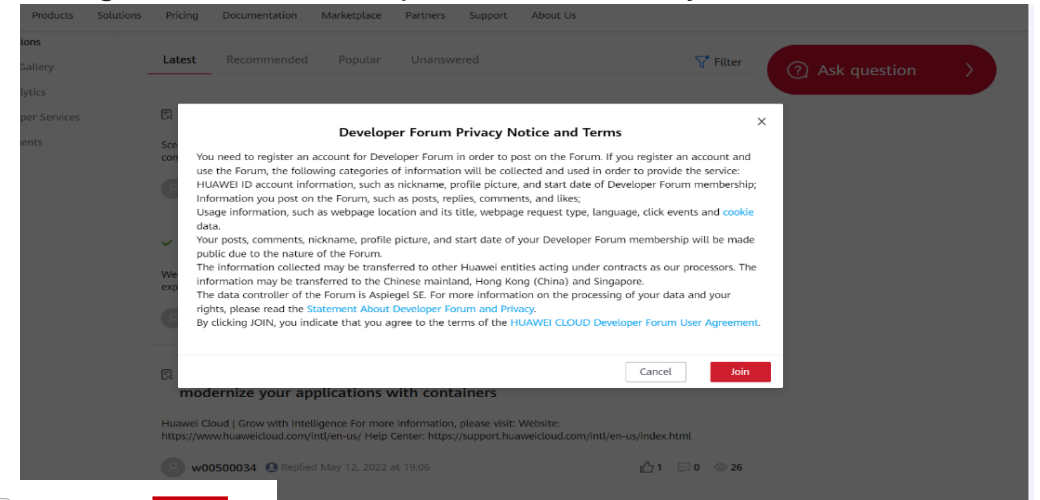 Products Solutions Pricing Documentation Marketplace Partners Support About Us
ions
Gallery
Latest Recommended Popular Unanswered
Filter
Ask question
lytics
per Services
ents
Developer Forum Privacy Notice and Terms
You need to register an account for Developer Forum in order to post on the Forum. If you register an account and
use the Forum, the following categories of information will be collected and used in order to provide the service:
HUAWEI ID account information, such as nickname, profile picture, and start date of Developer Forum membership;
Information you post on the Forum, such as posts, replies, comments, and likes;
Usage information, such as webpage location and its title, webpage request type, language, click events and cookie
data.
Your posts, comments, nickname, profile picture, and start date of your Developer Forum membership will be made
public due to the nature of the Forum.
The information collected may be transferred to other Huawei entities acting under contracts as our processors. The
information may be transferred to the Chinese mainland, Hong Kong (China) and Singapore.
The data controller of the Forum is Aspiegel SE. For more information on the processing of your data and your
rights, please read the Statement About Developer Forum and Privacy.
By clicking JOIN, you indicate that you agree to the terms of the HUAWEI CLOUD Developer Forum User Agreement.
Cancel Join
Sce
con
We
exp
modernize your applications with containers
Huawei Cloud | Grow with Intelligence For more information, please visit: Website:
https://www.huaweicloud.com/intl/en-us/ Help Center: https://support.huaweicloud.com/intl/en-us/index.html
w00500034 Replied May 12, 2022 at 19:06 1 0 26